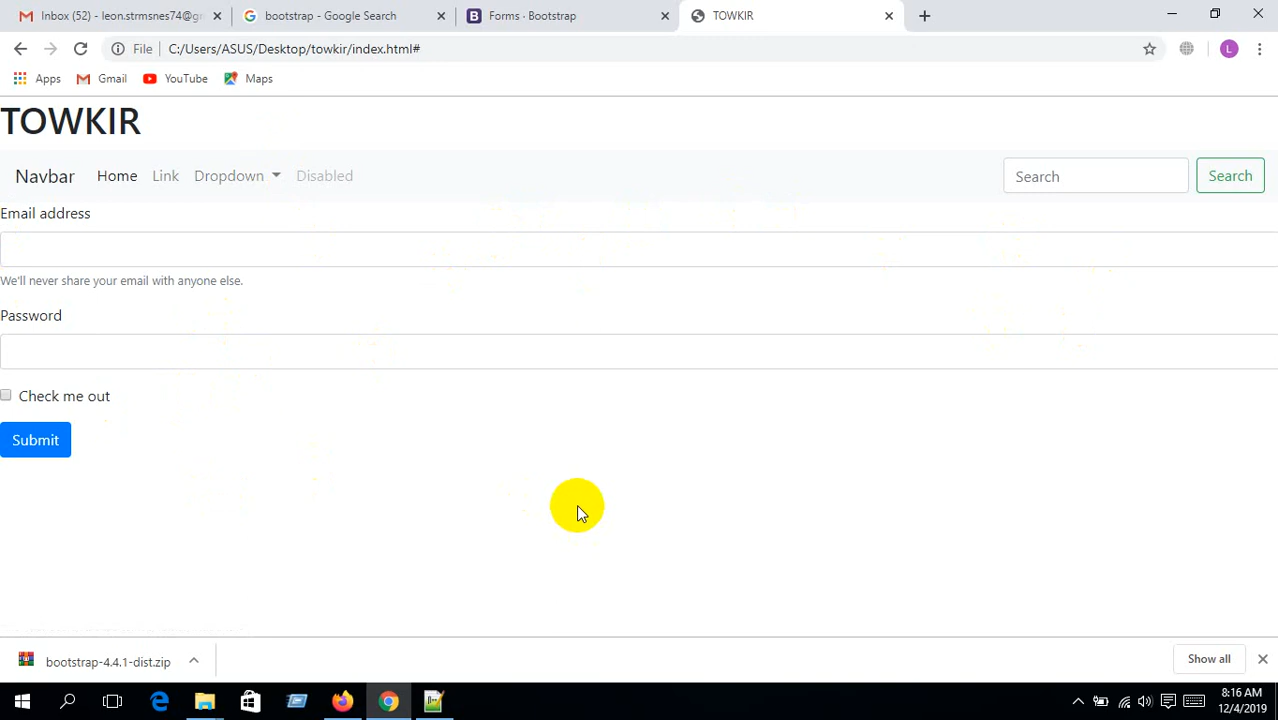 Inbox (52) - leon.strmsnes74@g
bootstrap - Google Search
Forms · Bootstrap
TOWKIR
File
C:/Users/ASUS/Desktop/towkir/index.html#
L
Apps
Gmail
YouTube
Maps
TOWKIR
Navbar Home Link Dropdown Disabled
Search
Search
Email address
We'll never share your email with anyone else.
Password
Check me out
Submit
bootstrap-4.4.1-dist.zip
Show all
8:16 AM
12/4/2019